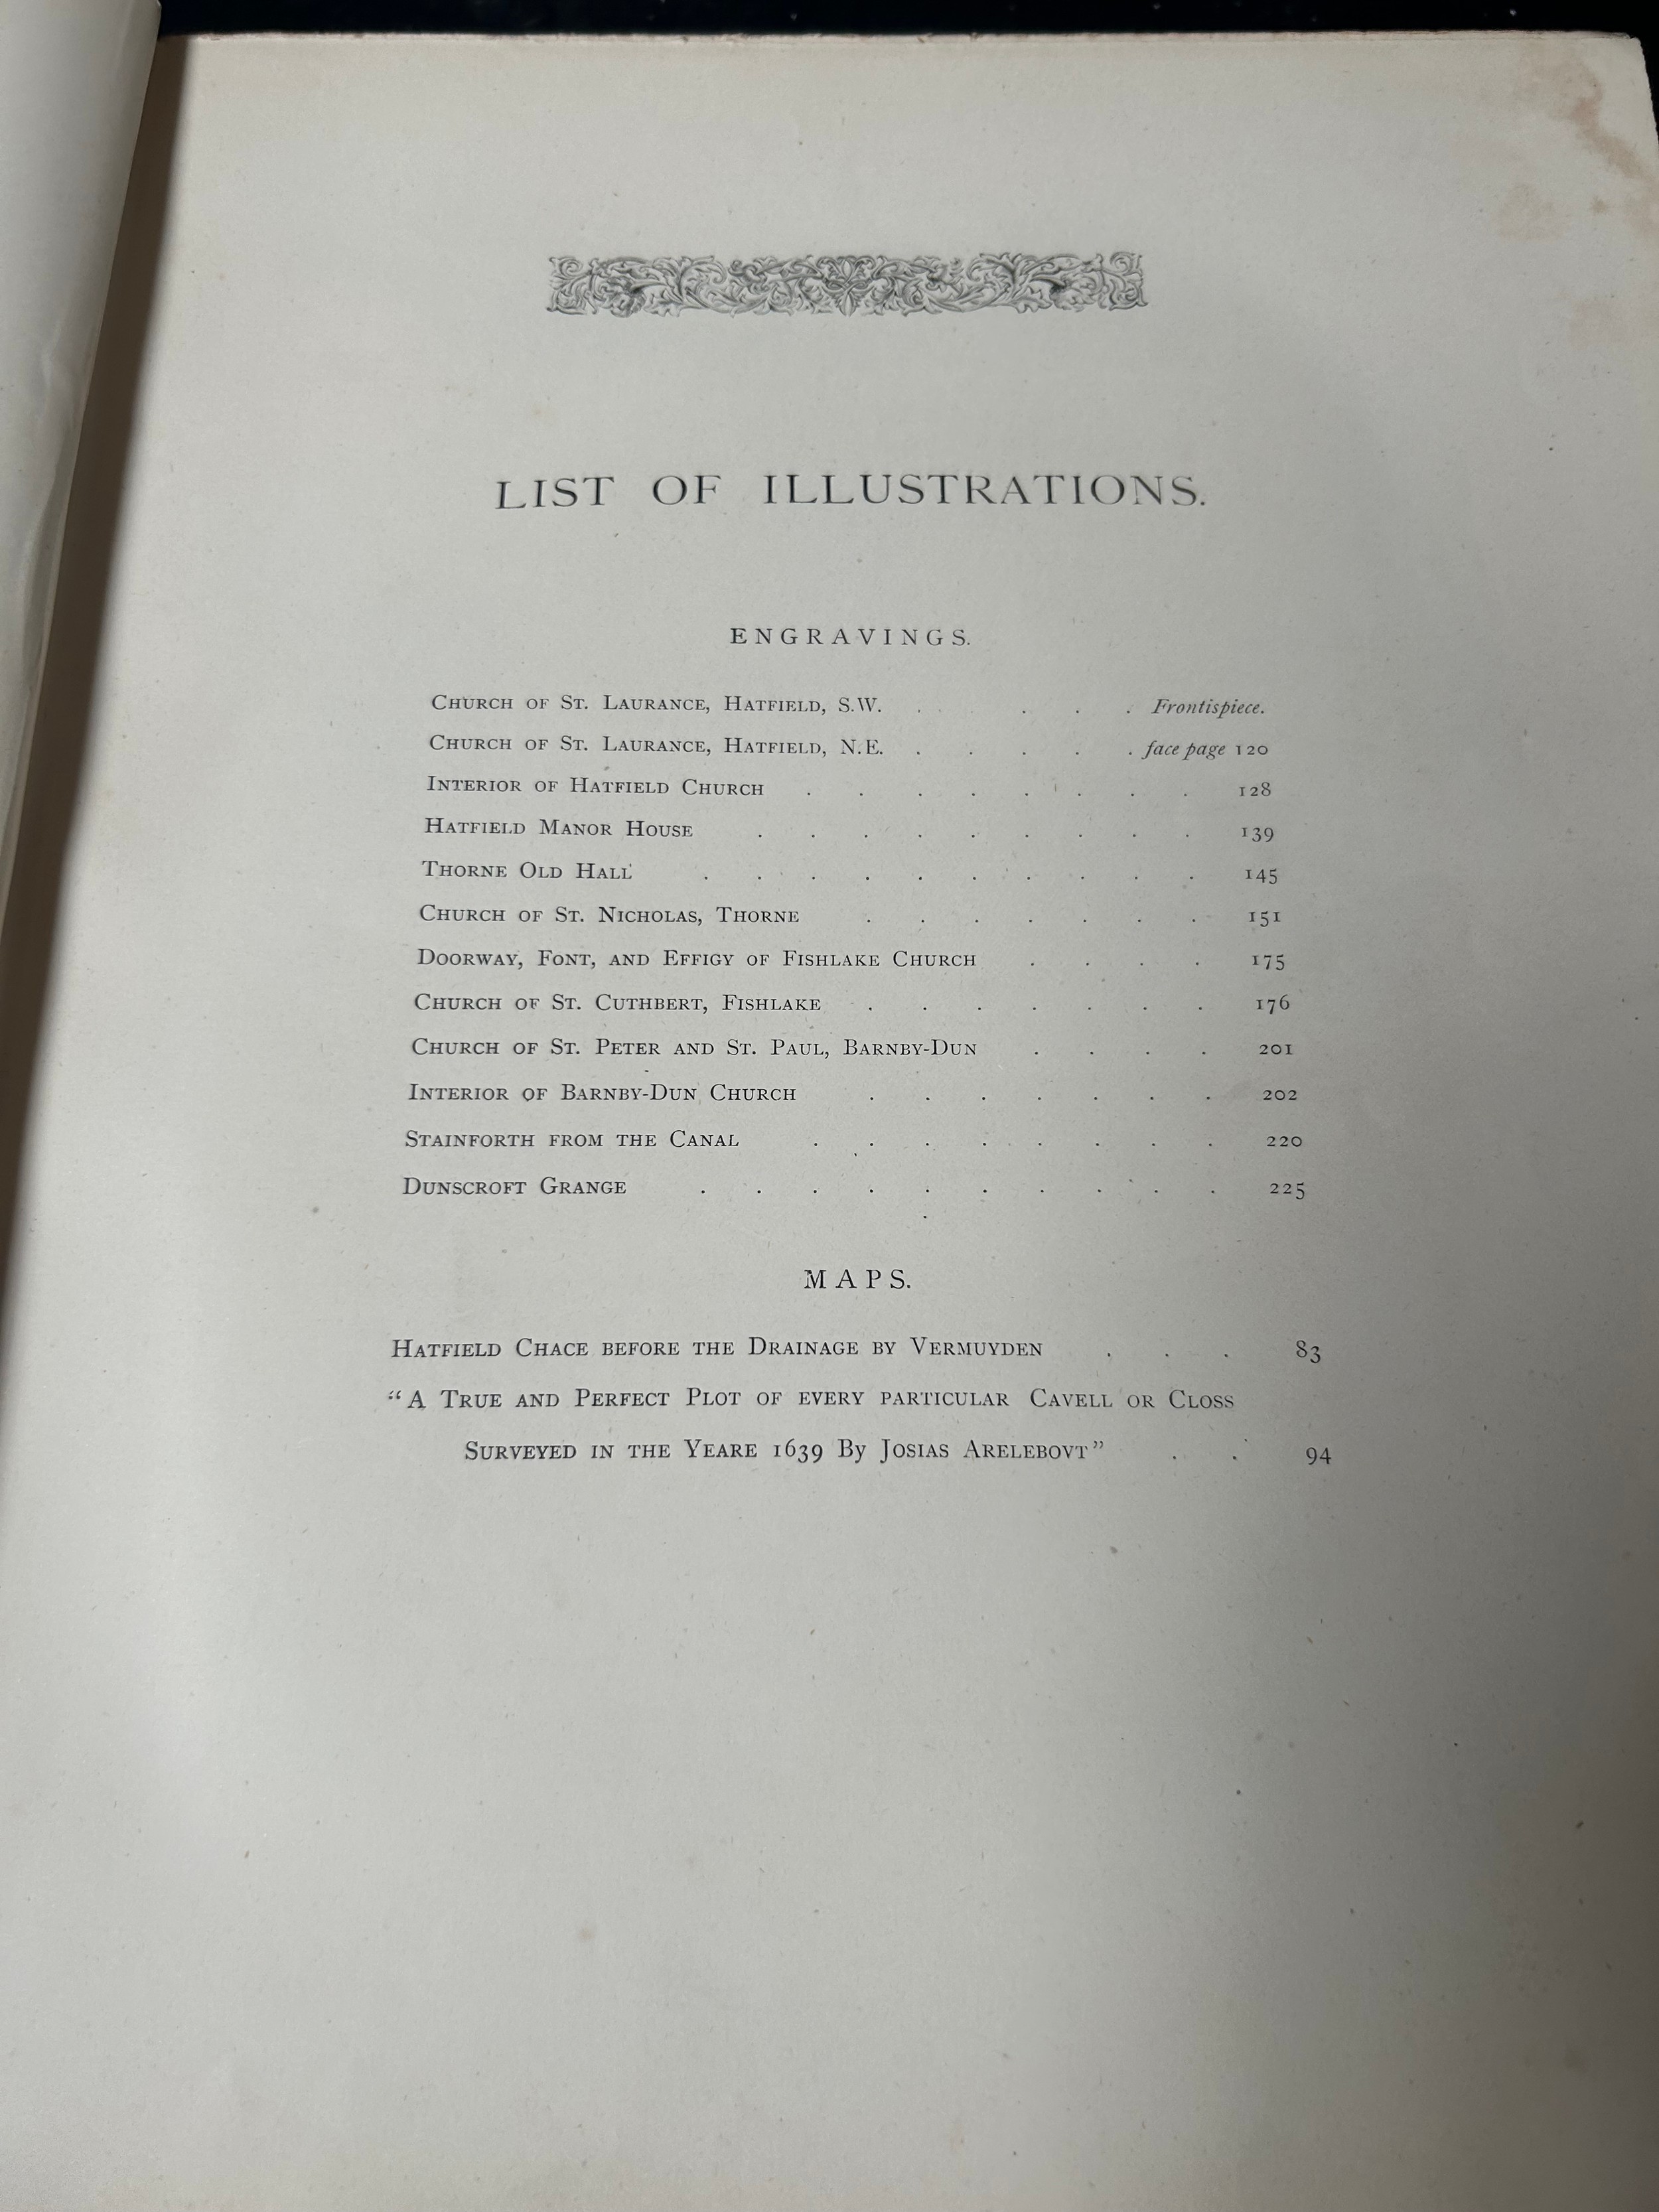 LIST OF ILLUSTRATIONS.
ENGRAVINGS.
Church of St. Laurance, Hatfield, S.W. . . . . Frontispiece.
Church of St. Laurance, Hatfield, N.E. . . . . . face page 120
Interior of Hatfield Church . . . . . . . . 128
Hatfield Manor House . . . . . . . . . 139
Thorne Old Hall . . . . . . . . . . 145
Church of St. Nicholas, Thorne . . . . . . . 151
Doorway, Font, and Effigy of Fishlake Church . . . . 175
Church of St. Cuthbert, Fishlake . . . . . . . 176
Church of St. Peter and St. Paul, Barnby-Dun . . . . 201
Interior of Barnby-Dun Church . . . . . . . 202
Stainforth from the Canal . . . . . . . . 220
Dunscroft Grange . . . . . . . . . . 225
MAPS.
Hatfield Chace before the Drainage by Vermuyden . . . 83
“A True and Perfect Plot of every particular Cavell or Closs
Surveyed in the Yeare 1639 By Josias Arelebovt” . . 94